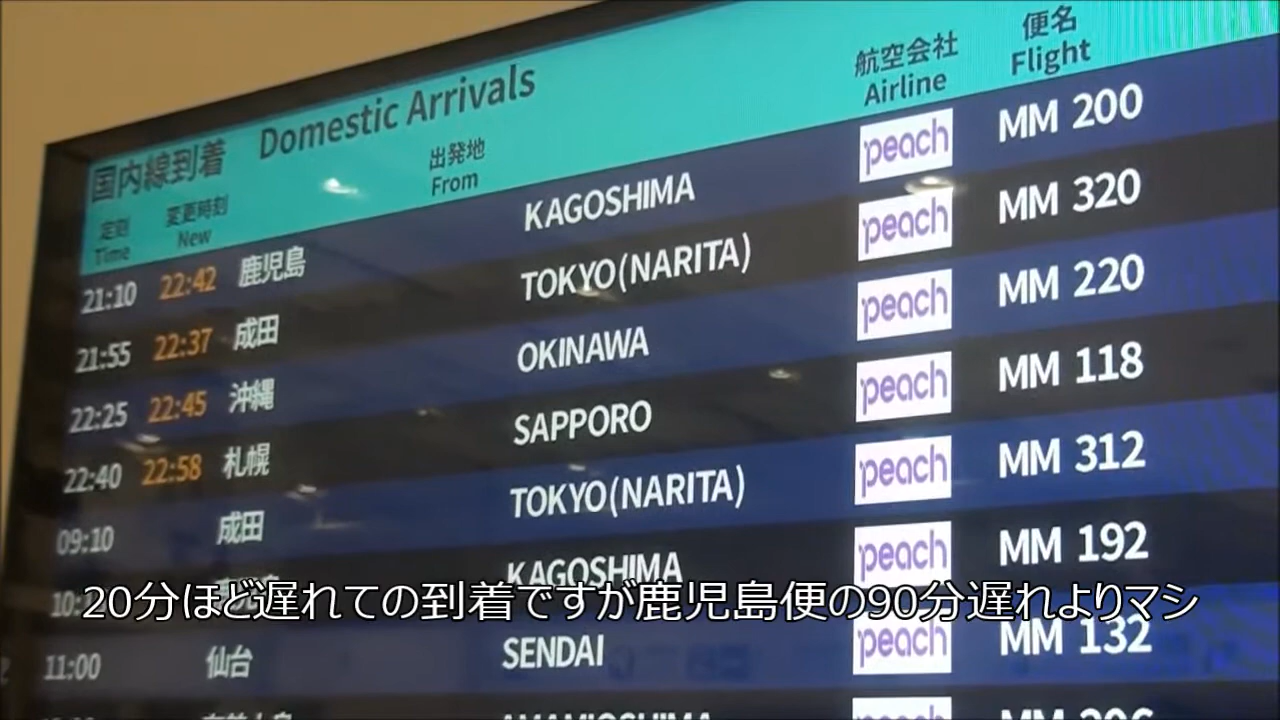 国内線到着 Domestic Arrivals
定刻 変更時刻 出発地 航空会社 便名
Time New From Airline Flight
21:10 22:42 鹿児島 KAGOSHIMA peach MM 200
21:55 22:37 成田 TOKYO(NARITA) peach MM 320
22:25 22:45 沖縄 OKINAWA peach MM 220
22:40 22:58 札幌 SAPPORO peach MM 118
09:10 成田 TOKYO(NARITA) peach MM 312
KAGOSHIMA peach MM 192
20分ほど遅れての到着ですが鹿児島便の90分遅れよりマシ
11:00 仙台 SENDAI peach MM 132